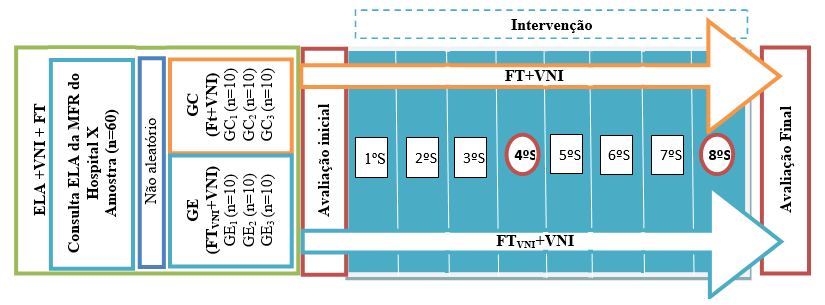 Intervenção
ELA +VNI + FT
Consulta ELA da MFR do
Hospital X
Amostra (n=60)
Não aleatório
GC
(Ft+VNI)
GC1 (n=10)
GC2 (n=10)
GC3 (n=10)
GE
(FTVNI+VNI)
GE1 (n=10)
GE2 (n=10)
GE3 (n=10)
Avaliação inicial
FT+VNI
1ºS
2ºS
3ºS
4ºS
5ºS
6ºS
7ºS
8ºS
FTVNI+VNI
Avaliação Final